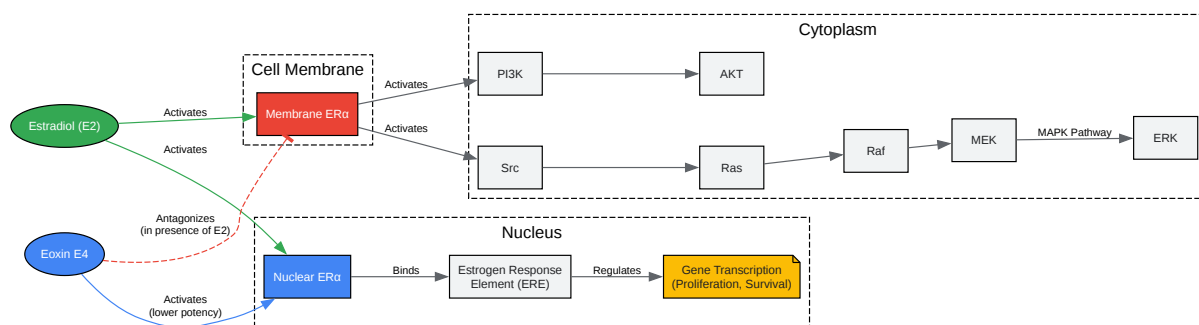 Cytoplasm
Cell Membrane
PI3K
AKT
Activates
Activates
Membrane ERα
Estradiol (E2)
Activates
MAPK Pathway
MEK
ERK
Activates
Raf
Src
Ras
Antagonizes
(in presence of E2)
Nucleus
Eoxin E4
Nuclear ERα
Binds
Estrogen Response
Element (ERE)
Regulates
Gene Transcription
(Proliferation, Survival)
Activates
(lower potency)